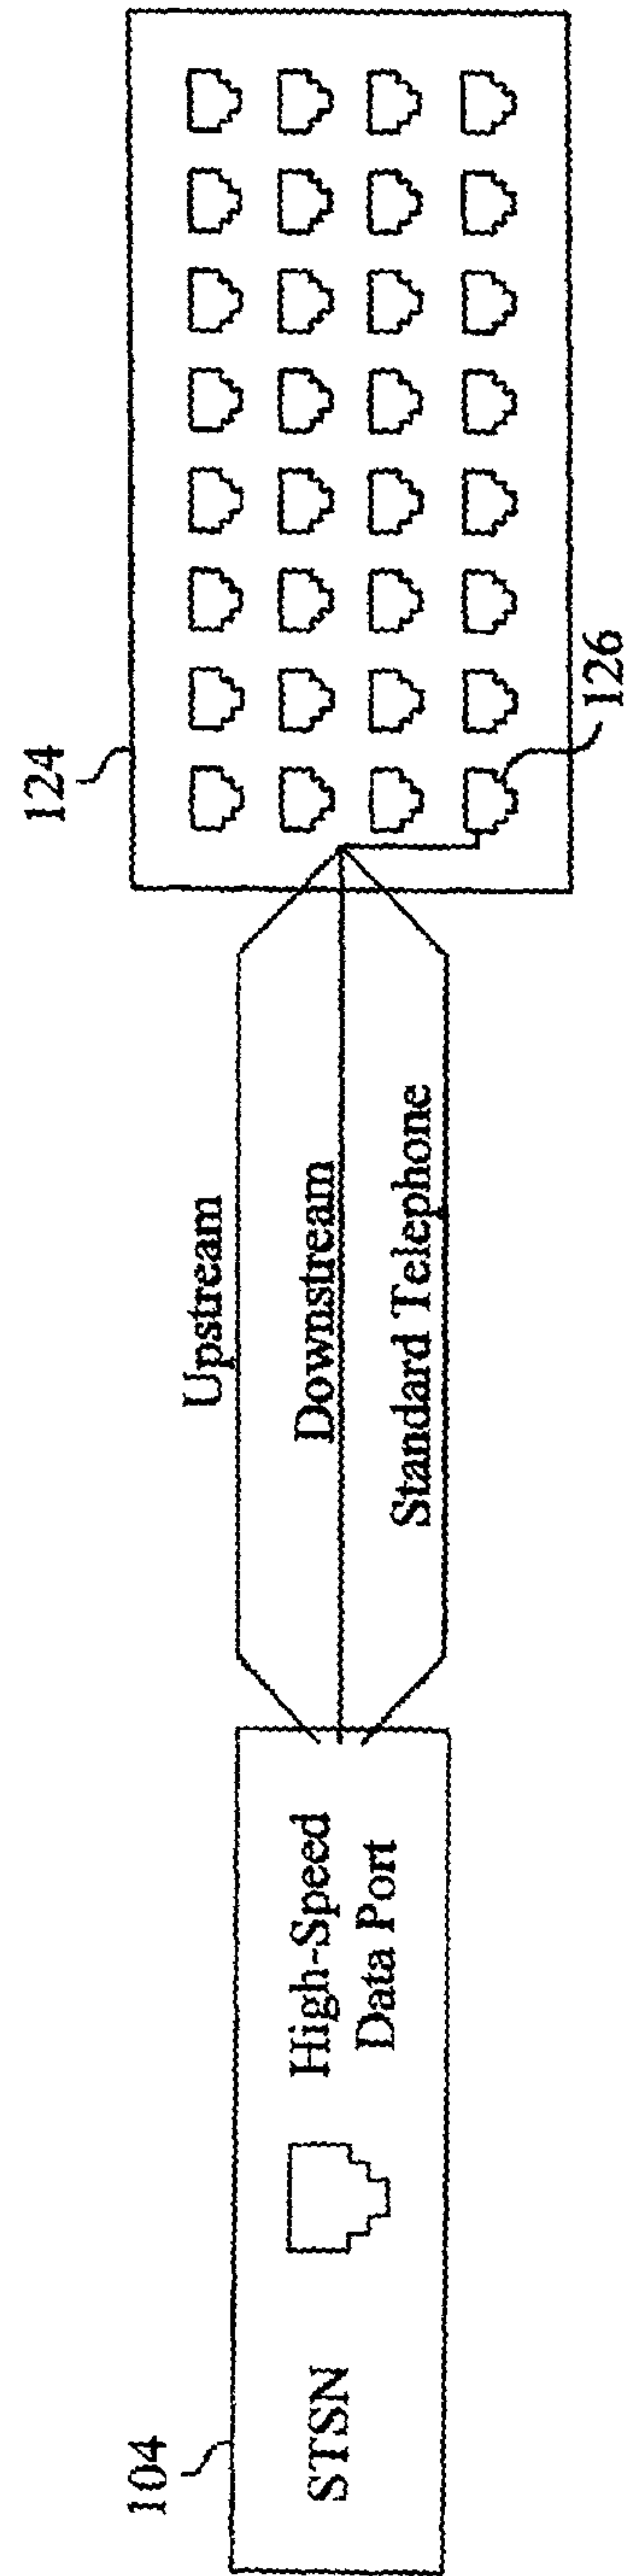 104
STSN
High-Speed
Data Port
Upstream
Downstream
Standard Telephone
124
126